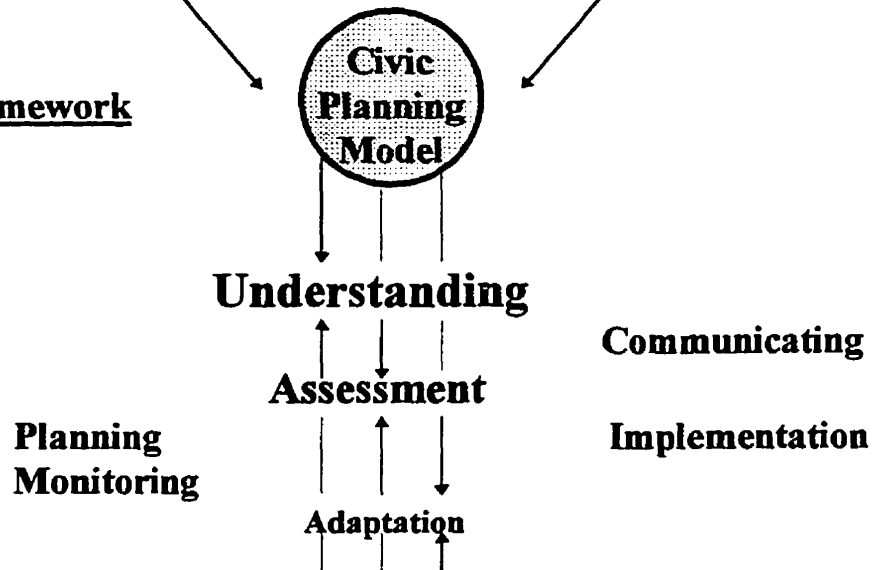 Civic
Planning
Model
mework
Understanding
Communicating
Assessment
Planning
Monitoring
Implementation
Adaptation